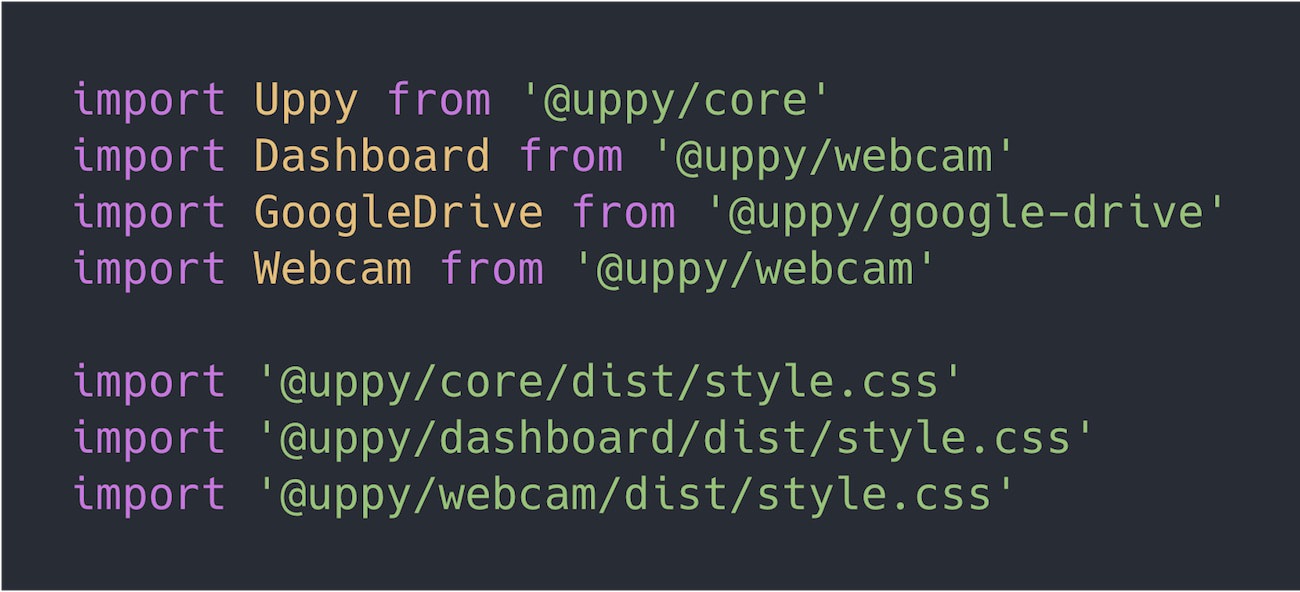 import Uppy from '@uppy/core'
import Dashboard from '@uppy/webcam'
import GoogleDrive from '@uppy/google-drive'
import Webcam from '@uppy/webcam'
import '@uppy/core/dist/style.css'
import '@uppy/dashboard/dist/style.css'
import '@uppy/webcam/dist/style.css'